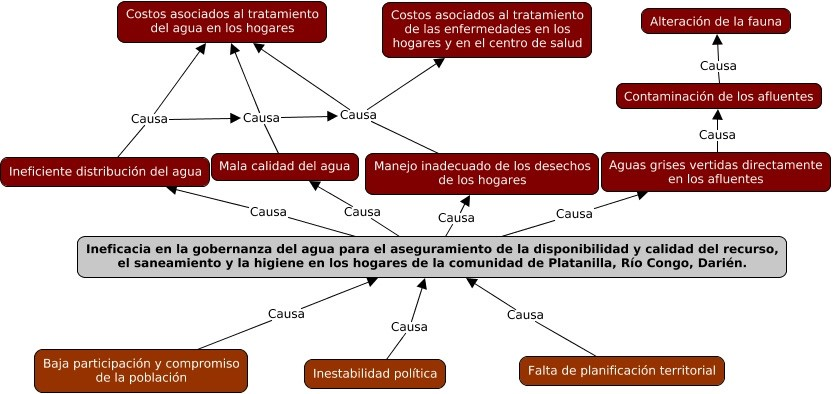 Costos asociados al tratamiento
del agua en los hogares
Costos asociados al tratamiento
de las enfermedades en los
hogares y en el centro de salud
Alteración de la fauna
Causa
Contaminación de los afluentes
Causa
Causa
Causa
Causa
Ineficiente distribución del agua
Mala calidad del agua
Manejo inadecuado de los desechos
de los hogares
Aguas grises vertidas directamente
en los afluentes
Causa
Causa
Causa
Causa
Ineficacia en la gobernanza del agua para el aseguramiento de la disponibilidad y calidad del recurso,
el saneamiento y la higiene en los hogares de la comunidad de Platanilla, Río Congo, Darién.
Causa
Causa
Causa
Baja participación y compromiso
de la población
Inestabilidad política
Falta de planificación territorial